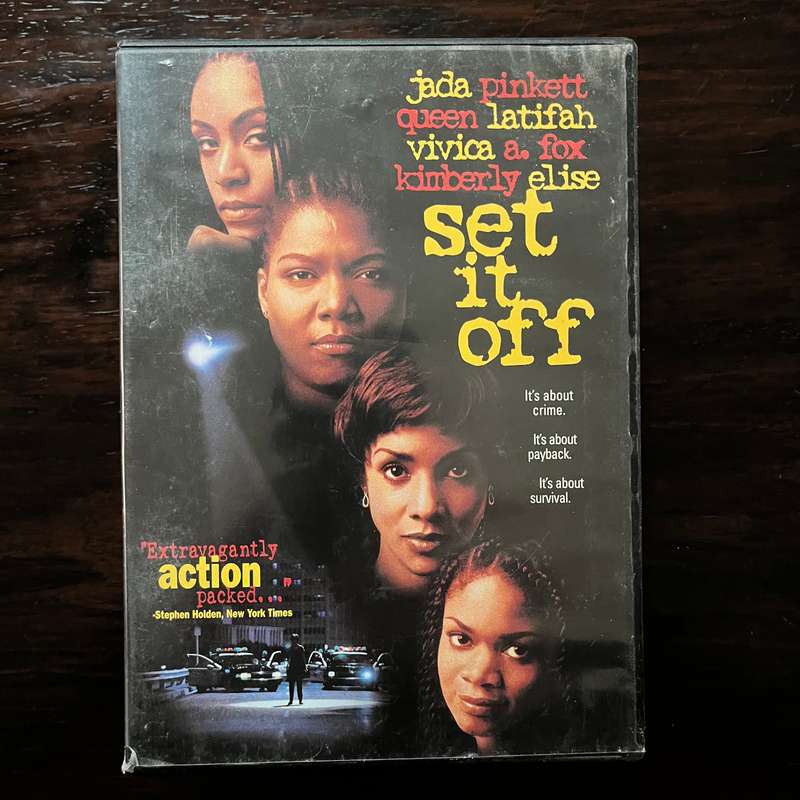 jada pinkett
queen latifah
vivica a. fox
kimberly elise
set
it
off
It's about
crime.
It's about
payback.
It's about
survival.
"Extravagantly
action
packed..."
-Stephen Holden, New York Times